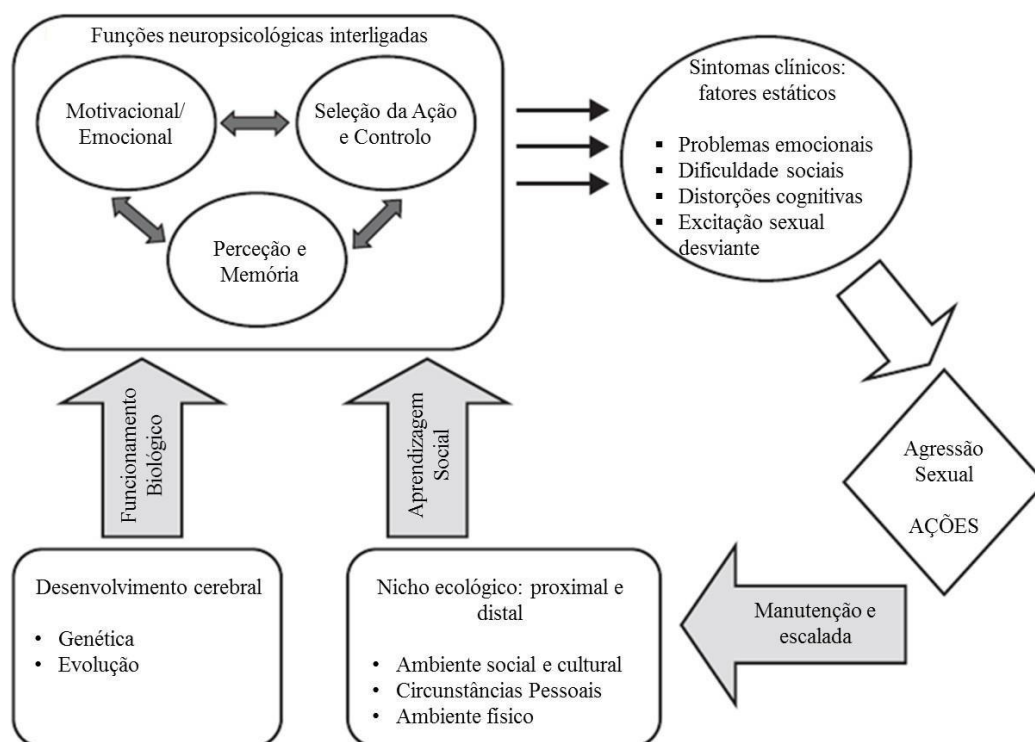 Funções neuropsicológicas interligadas
Motivacional/
Emocional
Seleção da Ação
e Controlo
Perceção e
Memória
Sintomas clínicos:
fatores estáticos
▪ Problemas emocionais
▪ Dificuldade sociais
▪ Distorções cognitivas
▪ Excitação sexual
desviante
Funcionamento
Biológico
Aprendizagem
Social
Agressão
Sexual
AÇÕES
Desenvolvimento cerebral
• Genética
• Evolução
Nicho ecológico: proximal e
distal
• Ambiente social e cultural
• Circunstâncias Pessoais
• Ambiente físico
Manutenção e
escalada